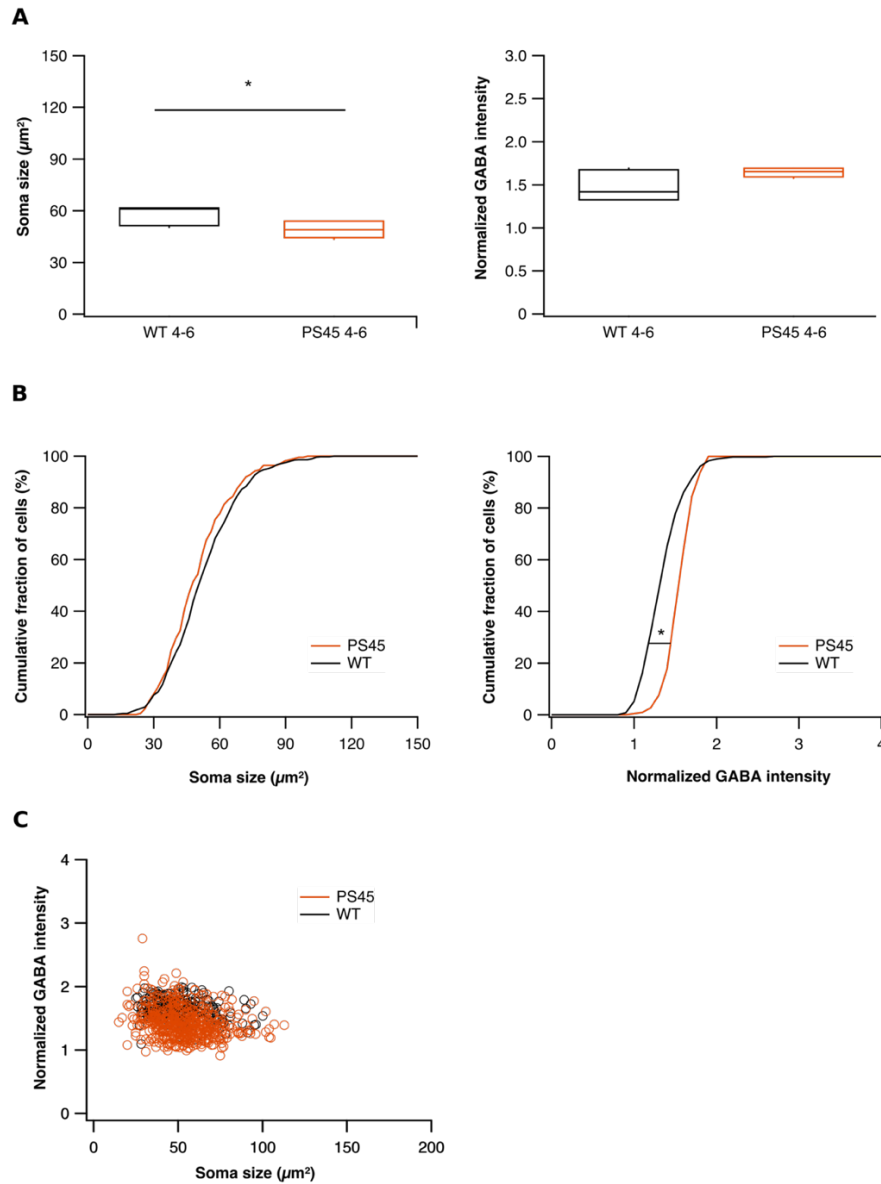 A
150
120
90
60
30
0
Soma size (µm²)
*
WT 4-6
PS45 4-6
3.0
2.5
2.0
1.5
1.0
0.5
0.0
Normalized GABA intensity
WT 4-6
PS45 4-6
B
100
80
60
40
20
0
Cumulative fraction of cells (%)
PS45
WT
0
30
60
90
120
150
Soma size (µm²)
100
80
60
40
20
0
Cumulative fraction of cells (%)
*
PS45
WT
0
1
2
3
4
Normalized GABA intensity
C
4
3
2
1
0
Normalized GABA intensity
PS45
WT
0
50
100
150
200
Soma size (µm²)